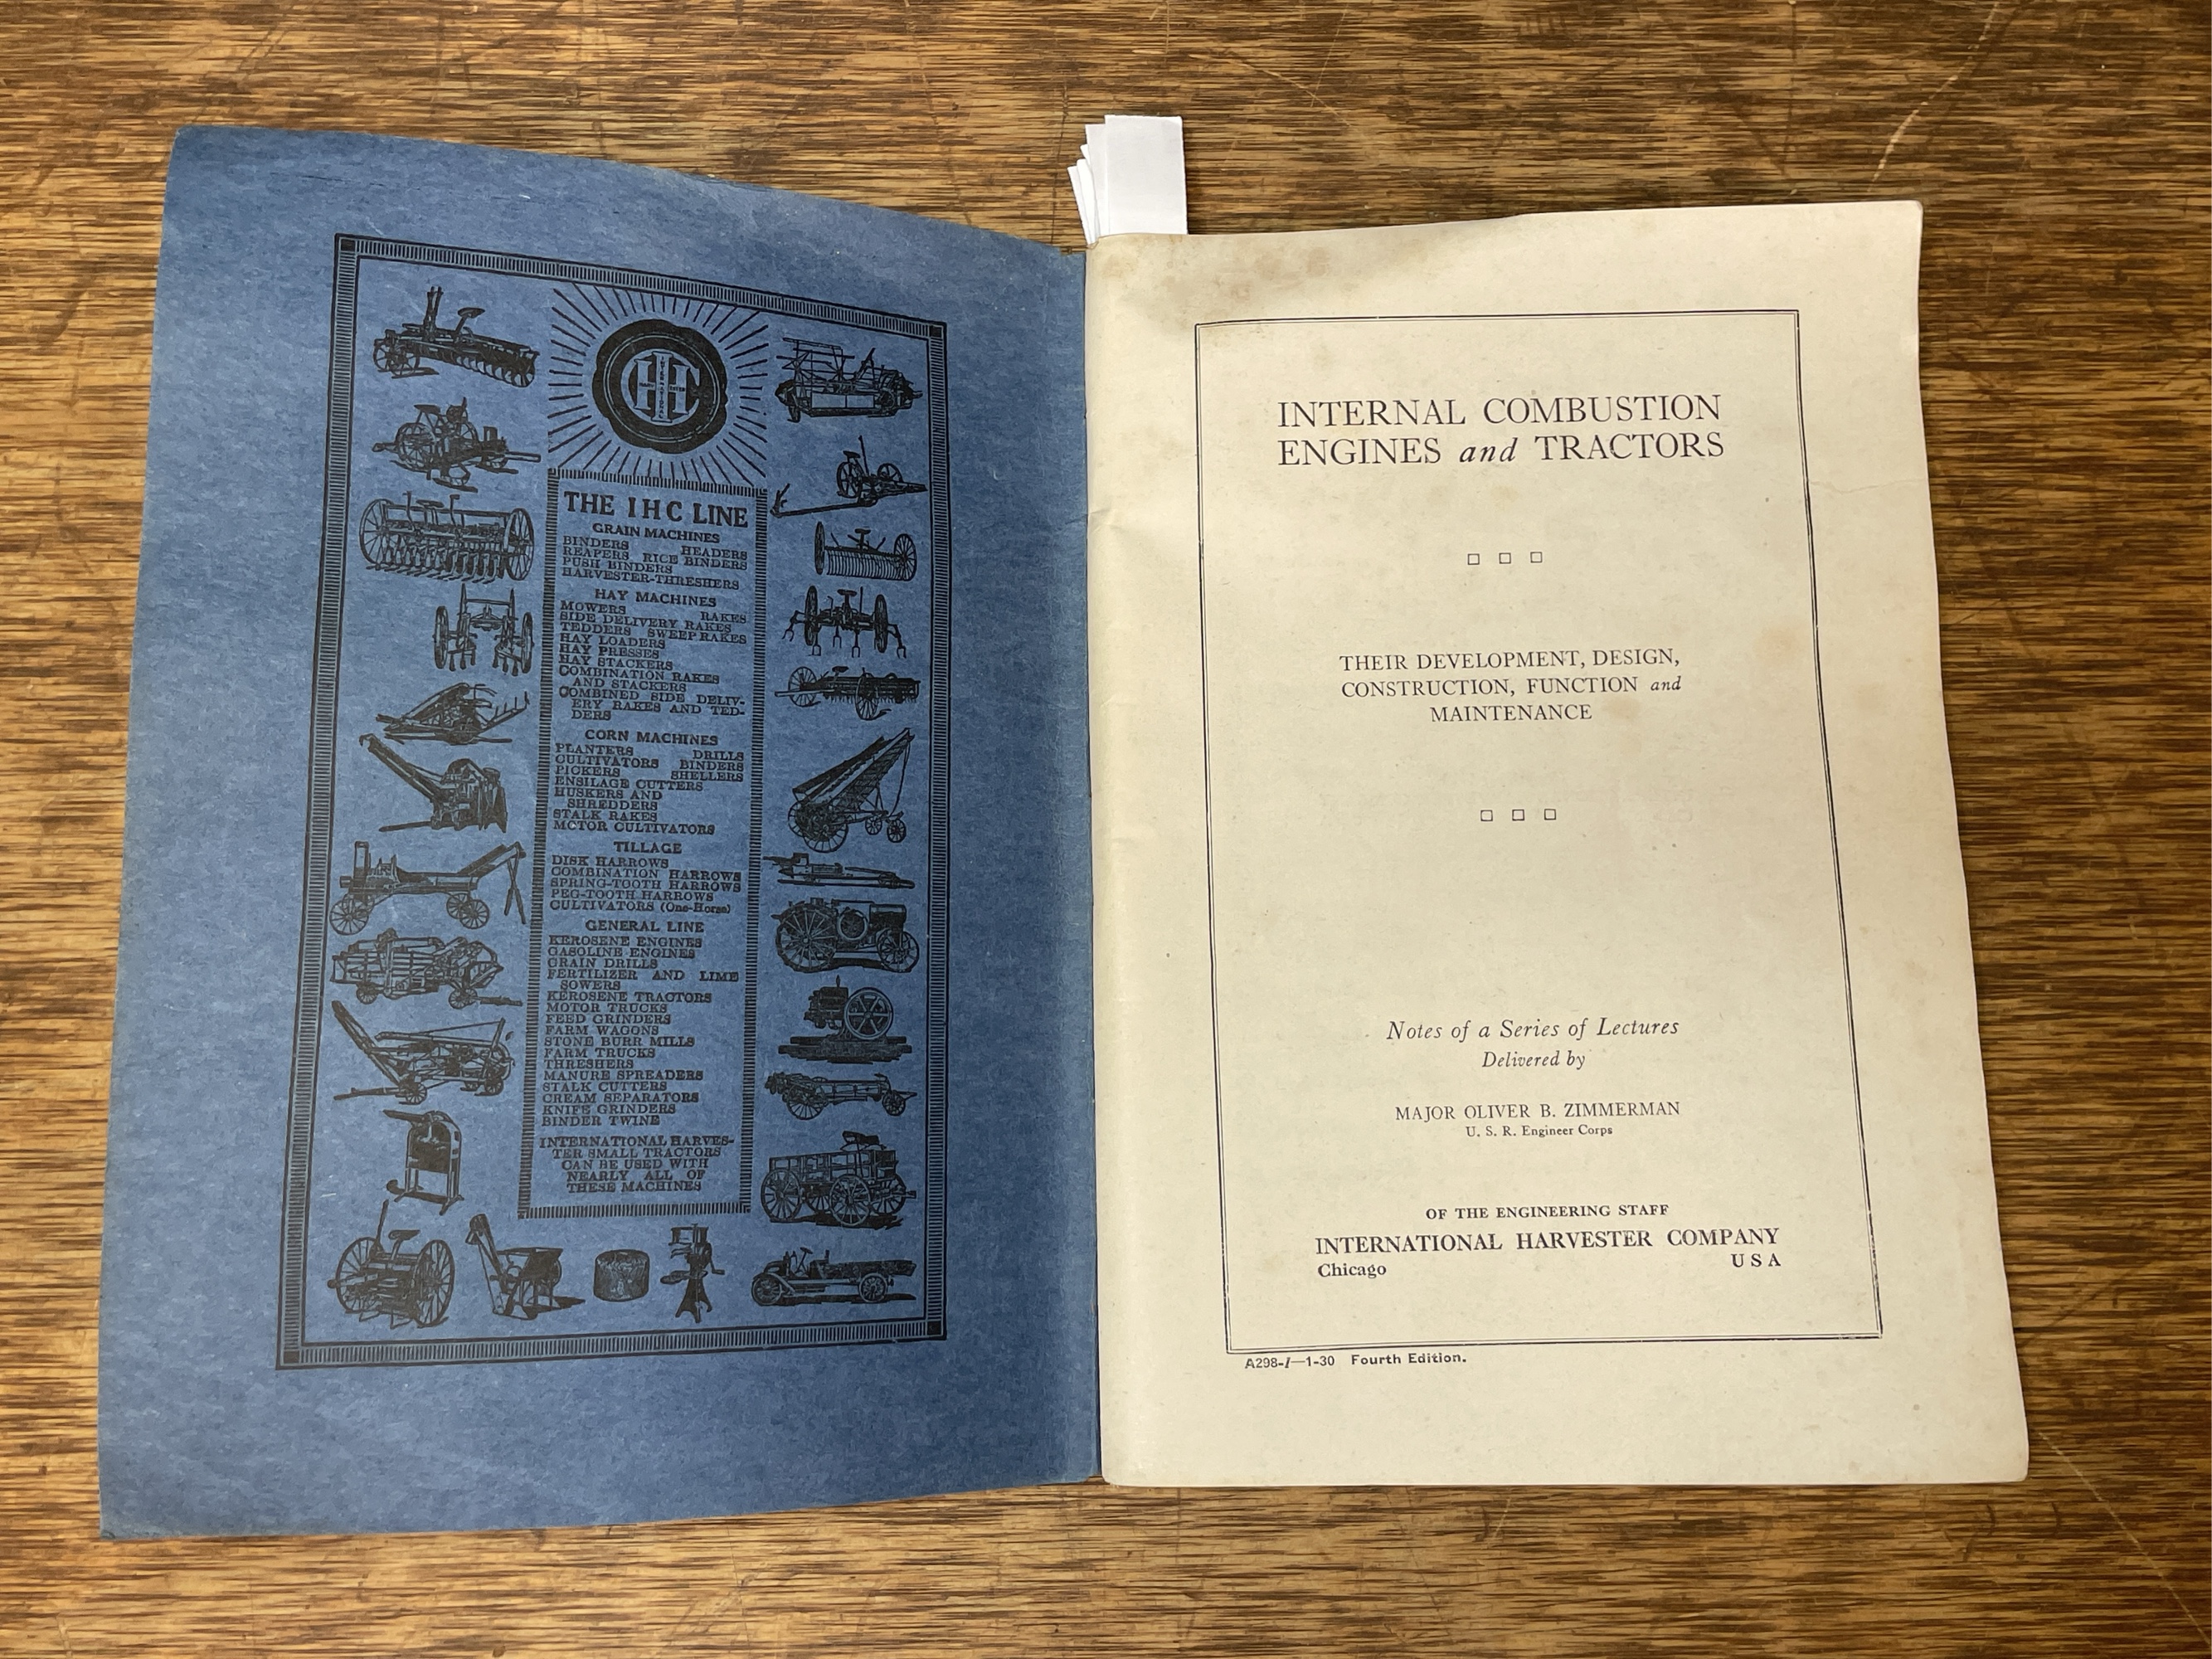 THE I H C LINE
GRAIN MACHINES
BINDERS HEADERS
REAPERS RICE BINDERS
PUSH BINDERS
HARVESTER-THRESHERS
HAY MACHINES
MOWERS RAKES
SIDE DELIVERY RAKES
TEDDERS SWEEP RAKES
HAY LOADERS
HAY PRESSES
HAY STACKERS
COMBINATION RAKES
AND STACKERS
COMBINED SIDE DELIV-
ERY RAKES AND TED-
DERS
CORN MACHINES
PLANTERS DRILLS
CULTIVATORS BINDERS
PICKERS SHELLERS
ENSILAGE CUTTERS
HUSKERS AND
SHREDDERS
STALK RAKES
MOTOR CULTIVATORS
TILLAGE
DISK HARROWS
COMBINATION HARROWS
SPRING-TOOTH HARROWS
PEG-TOOTH HARROWS
CULTIVATORS (One-Horse)
GENERAL LINE
KEROSENE ENGINES
GASOLINE ENGINES
GRAIN DRILLS
FERTILIZER AND LIME
SOWERS
KEROSENE TRACTORS
MOTOR TRUCKS
FEED GRINDERS
FARM WAGONS
STONE BURR MILLS
FARM TRUCKS
THRESHERS
MANURE SPREADERS
STALK CUTTERS
CREAM SEPARATORS
KNIFE GRINDERS
BINDER TWINE
INTERNATIONAL HARVES-
TER SMALL TRACTORS
CAN BE USED WITH
NEARLY ALL OF
THESE MACHINES
INTERNAL COMBUSTION
ENGINES and TRACTORS
THEIR DEVELOPMENT, DESIGN,
CONSTRUCTION, FUNCTION and
MAINTENANCE
Notes of a Series of Lectures
Delivered by
MAJOR OLIVER B. ZIMMERMAN
U. S. R. Engineer Corps
OF THE ENGINEERING STAFF
INTERNATIONAL HARVESTER COMPANY
Chicago USA
A298-I—1-30 Fourth Edition.